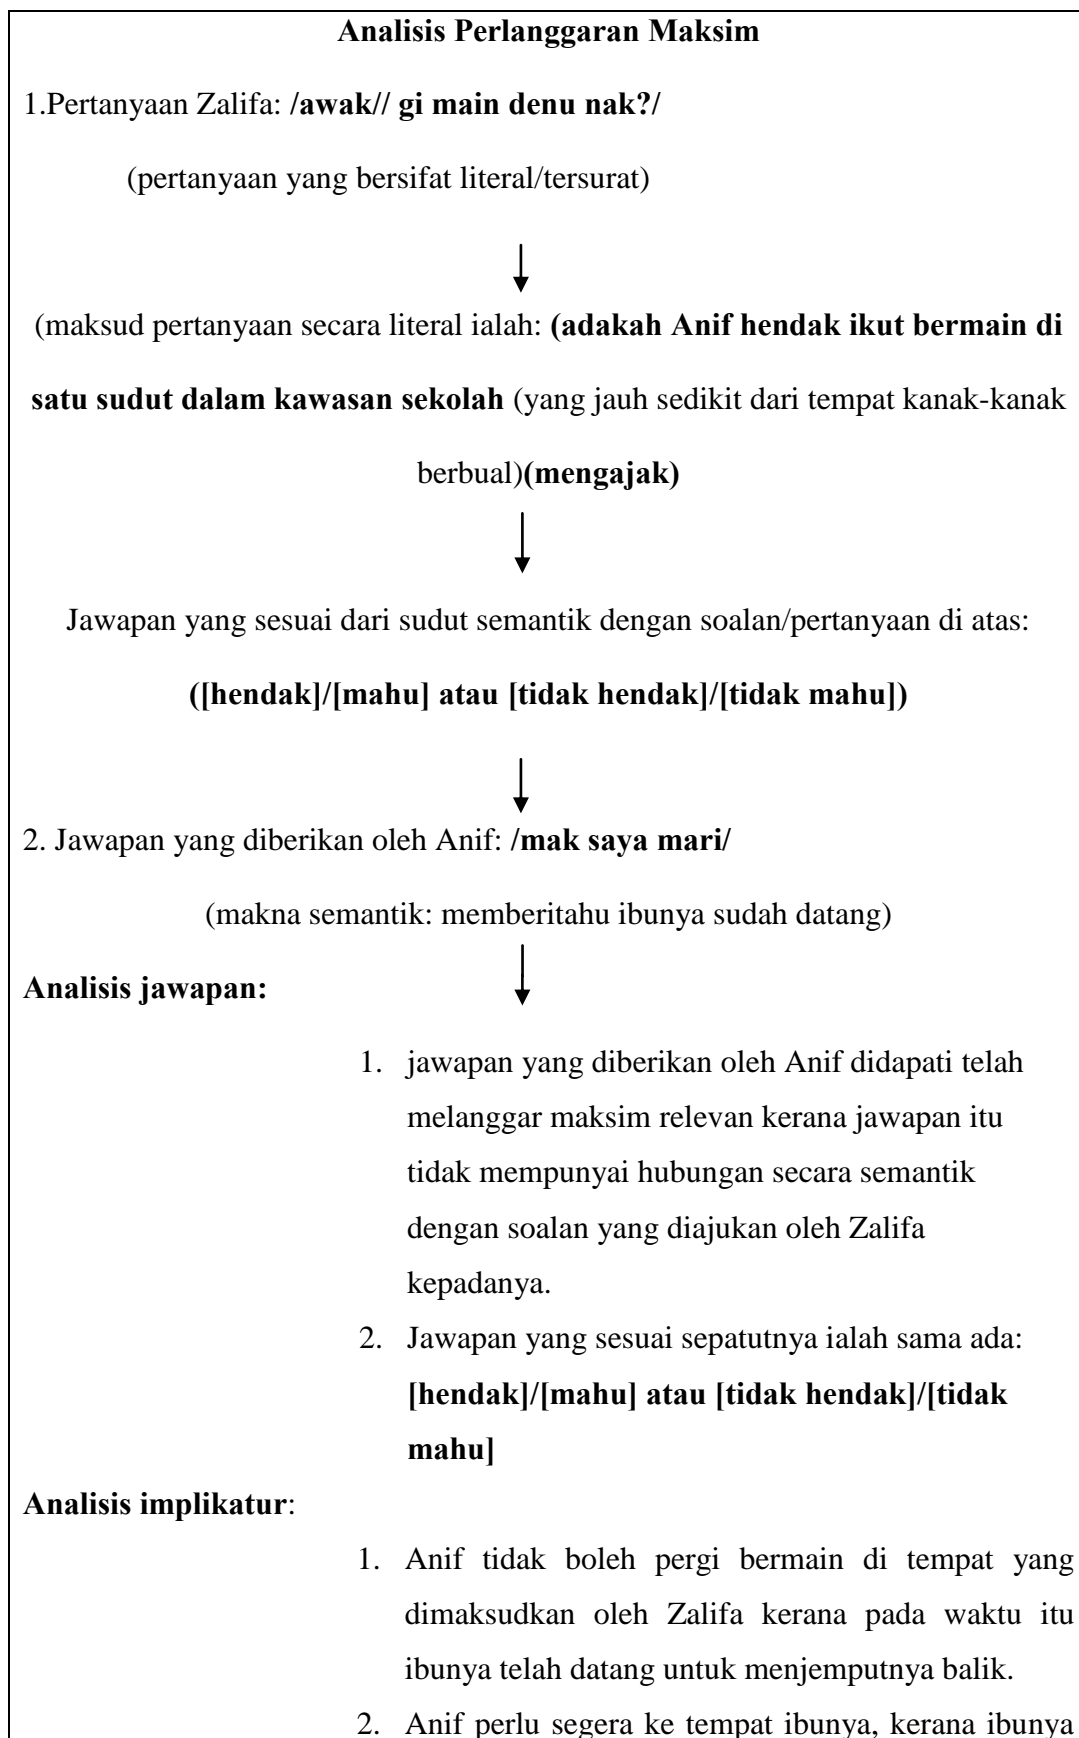 Analisis Perlanggaran Maksim
1.Pertanyaan Zalifa: /awak// gi main denu nak?/
(pertanyaan yang bersifat literal/tersurat)
(maksud pertanyaan secara literal ialah: (adakah Anif hendak ikut bermain di
satu sudut dalam kawasan sekolah (yang jauh sedikit dari tempat kanak-kanak
berbual)(mengajak)
Jawapan yang sesuai dari sudut semantik dengan soalan/pertanyaan di atas:
([hendak]/[mahu] atau [tidak hendak]/[tidak mahu])
2. Jawapan yang diberikan oleh Anif: /mak saya mari/
(makna semantik: memberitahu ibunya sudah datang)
Analisis jawapan:
1. jawapan yang diberikan oleh Anif didapati telah
melanggar maksim relevan kerana jawapan itu
tidak mempunyai hubungan secara semantik
dengan soalan yang diajukan oleh Zalifa
kepadanya.
2. Jawapan yang sesuai sepatutnya ialah sama ada:
[hendak]/[mahu] atau [tidak hendak]/[tidak
mahu]
Analisis implikatur:
1. Anif tidak boleh pergi bermain di tempat yang
dimaksudkan oleh Zalifa kerana pada waktu itu
ibunya telah datang untuk menjemputnya balik.
2. Anif perlu segera ke tempat ibunya, kerana ibunya